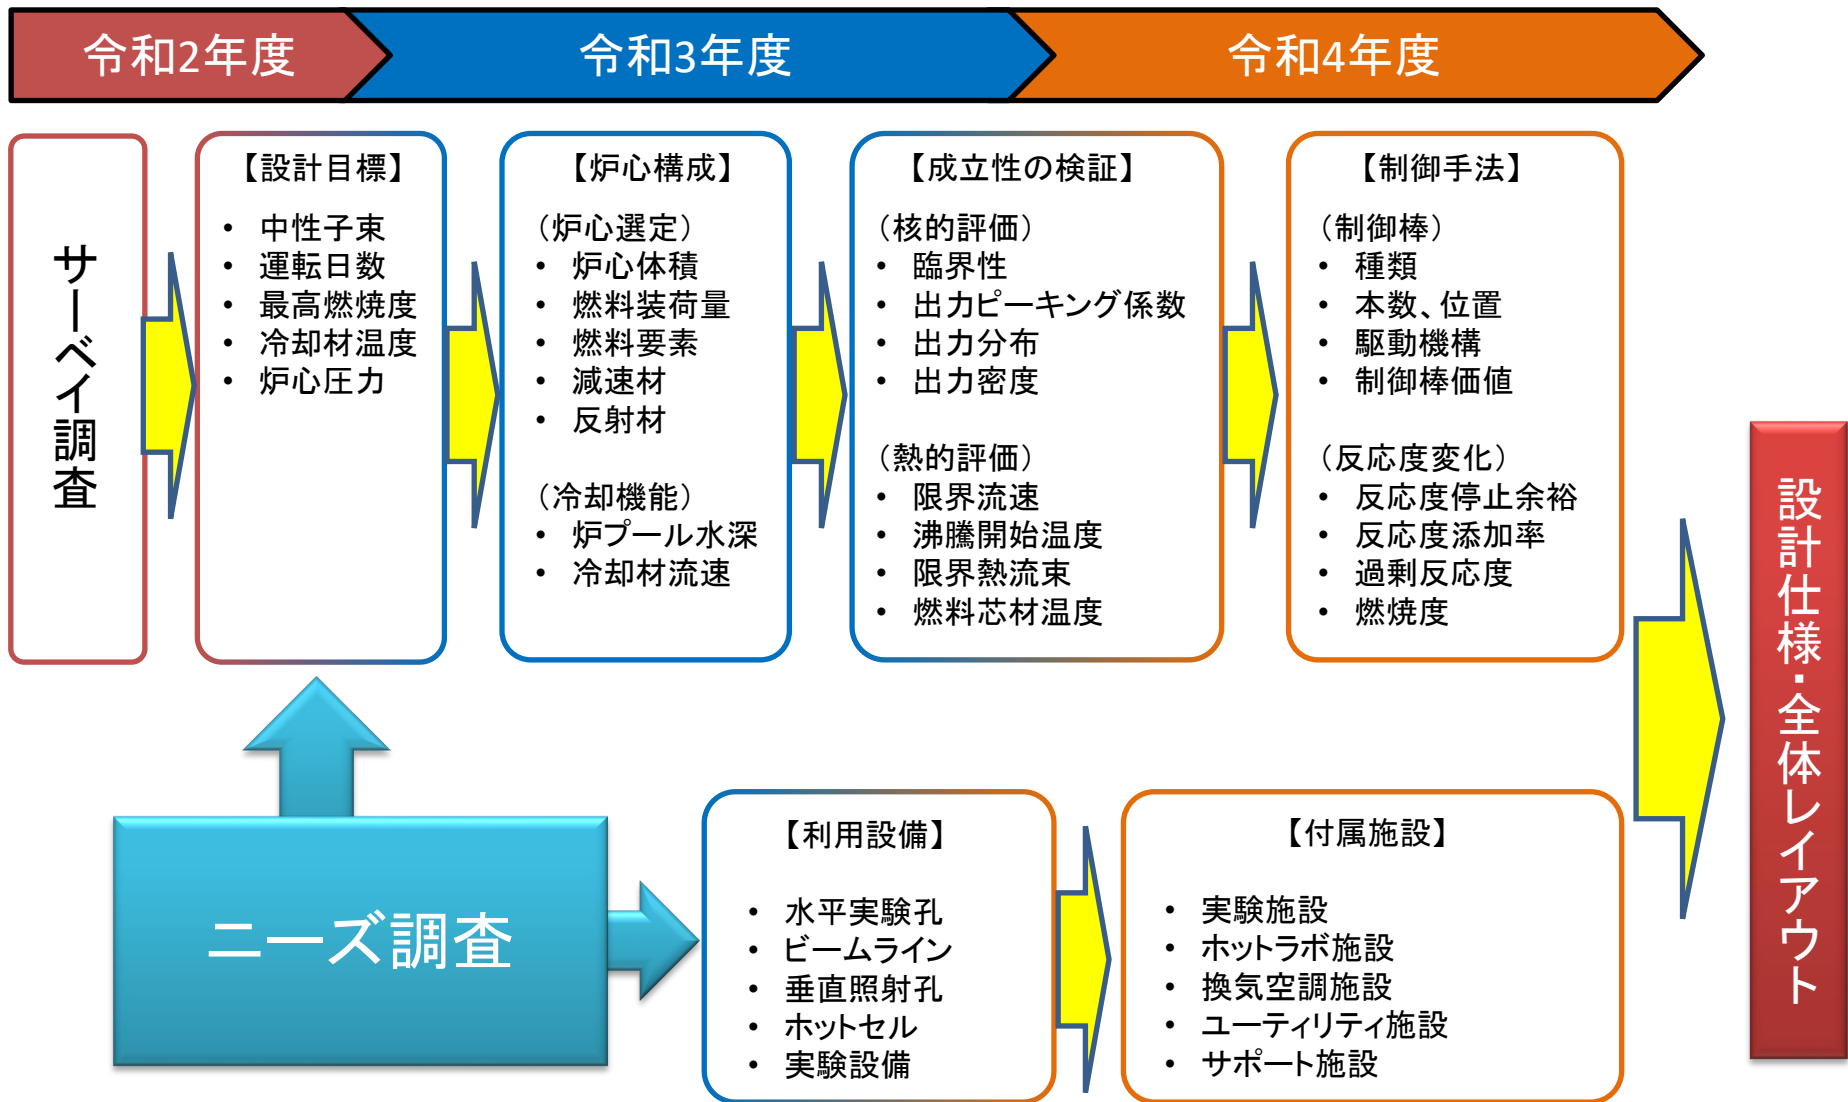 令和2年度
令和3年度
令和4年度
サーベイ調査
【設計目標】
• 中性子束
• 運転日数
• 最高燃焼度
• 冷却材温度
• 炉心圧力
【炉心構成】
（炉心選定）
• 炉心体積
• 燃料装荷量
• 燃料要素
• 減速材
• 反射材
（冷却機能）
• 炉プール水深
• 冷却材流速
【成立性の検証】
（核的評価）
• 臨界性
• 出力ピーキング係数
• 出力分布
• 出力密度
（熱的評価）
• 限界流速
• 沸騰開始温度
• 限界熱流束
• 燃料芯材温度
【制御手法】
（制御棒）
• 種類
• 本数、位置
• 駆動機構
• 制御棒価値
（反応度変化）
• 反応度停止余裕
• 反応度添加率
• 過剰反応度
• 燃焼度
ニーズ調査
【利用設備】
• 水平実験孔
• ビームライン
• 垂直照射孔
• ホットセル
• 実験設備
【付属施設】
• 実験施設
• ホットラボ施設
• 換気空調施設
• ユーティリティ施設
• サポート施設
設計仕様・全体レイアウト